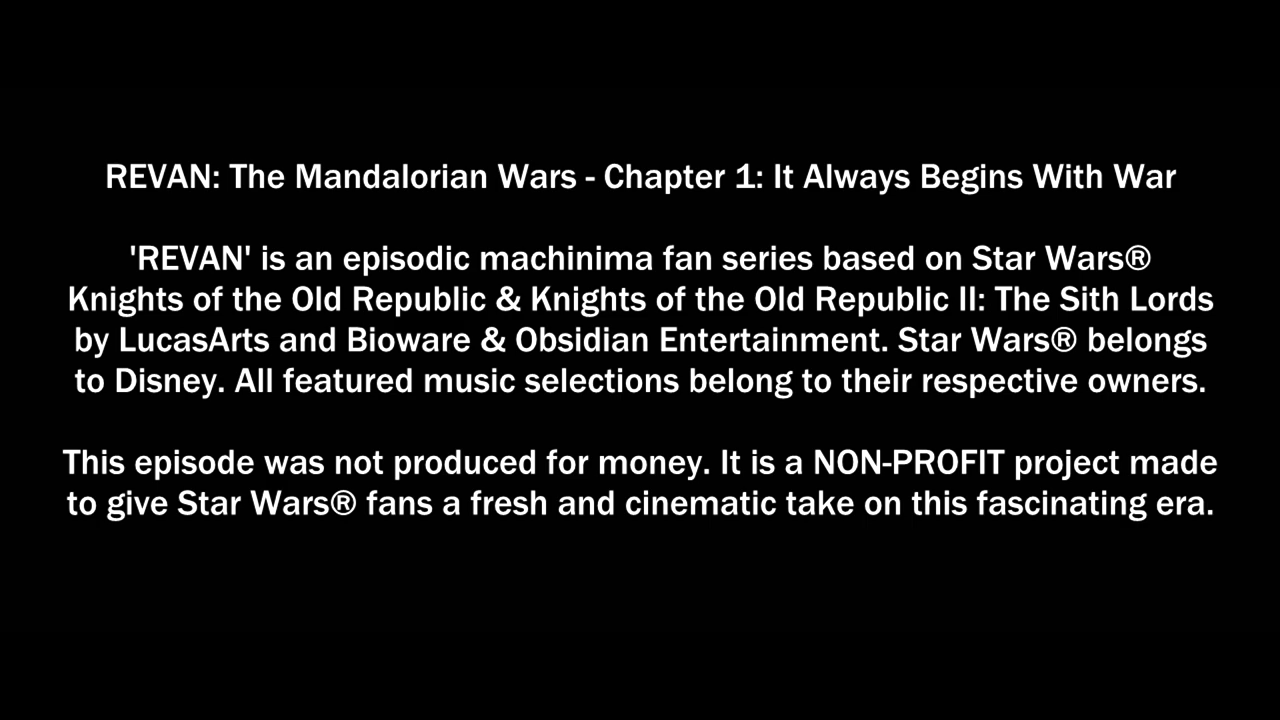 REVAN: The Mandalorian Wars - Chapter 1: It Always Begins With War
'REVAN' is an episodic machinima fan series based on Star Wars®
Knights of the Old Republic & Knights of the Old Republic II: The Sith Lords
by LucasArts and Bioware & Obsidian Entertainment. Star Wars® belongs
to Disney. All featured music selections belong to their respective owners.
This episode was not produced for money. It is a NON-PROFIT project made
to give Star Wars® fans a fresh and cinematic take on this fascinating era.